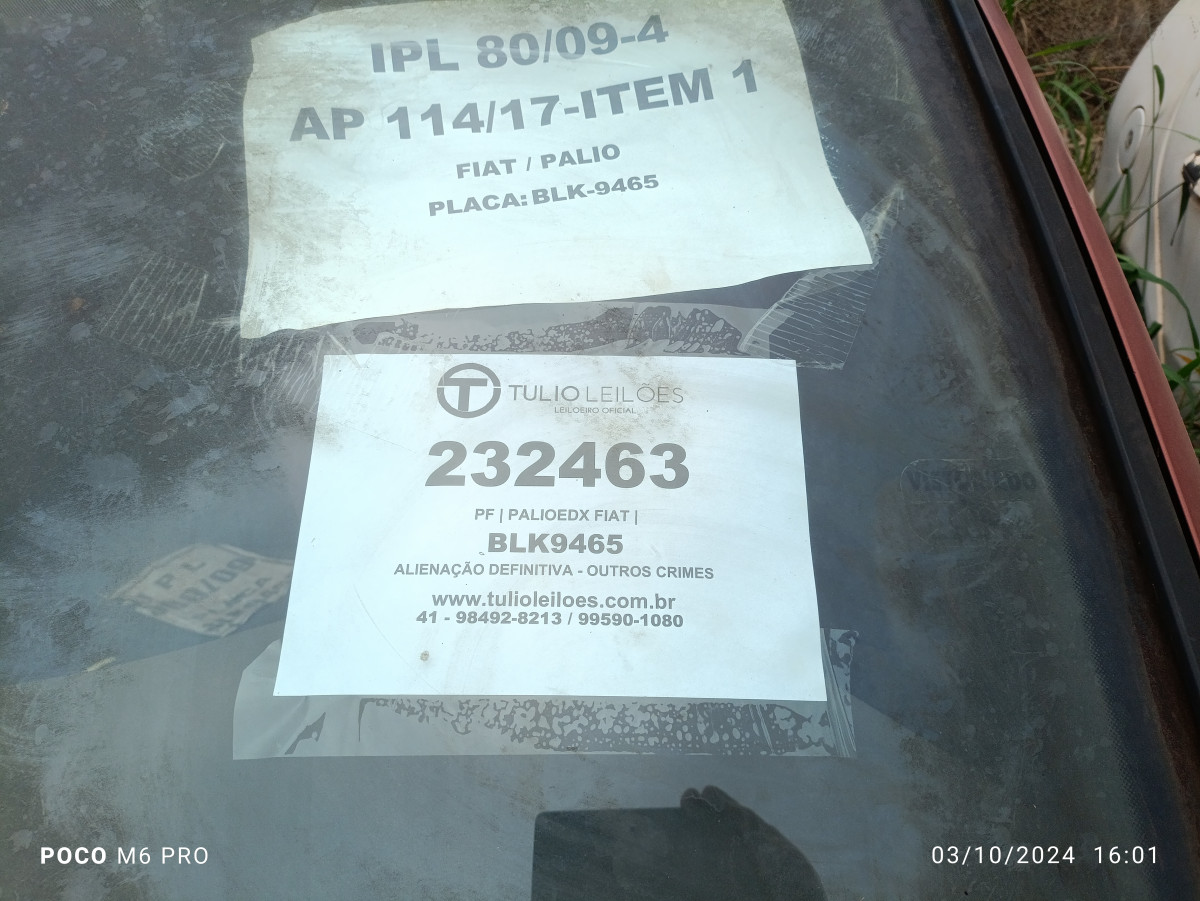 IPL 80/09-4
AP 114/17-ITEM 1
FIAT / PALIO
PLACA: BLK-9465
TULIO LEILÕES
LEILOEIRO OFICIAL
232463
PF | PALIOEDX FIAT |
BLK9465
ALIENAÇÃO DEFINITIVA - OUTROS CRIMES
www.tulioleiloes.com.br
41 - 98492-8213 / 99590-1080
POCO M6 PRO
03/10/2024 16:01